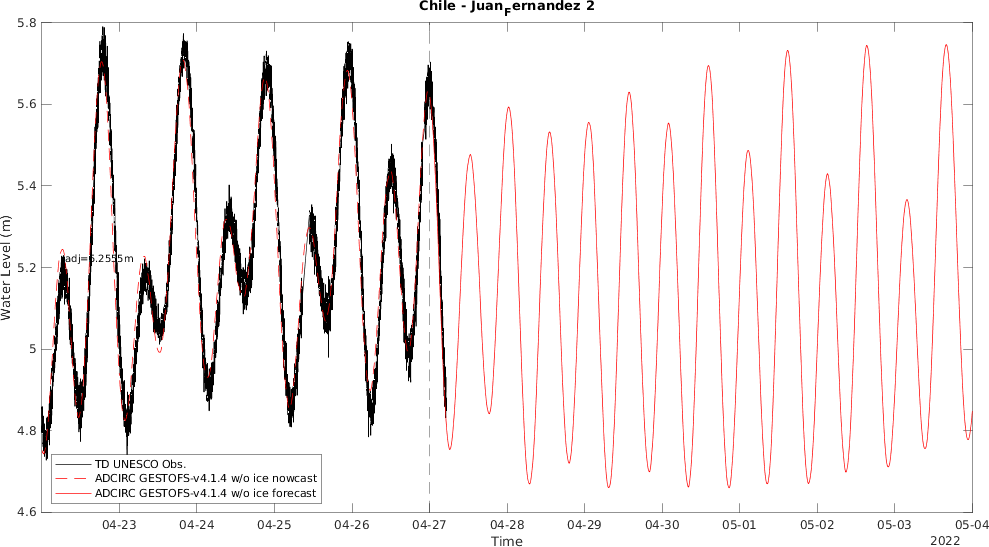 Chile - Juan_Fernandez 2
5.8
5.6
5.4
5.2
5
4.8
4.6
Water Level (m)
adj=5.2555m
TD UNESCO Obs.
ADCIRC GESTOFS-v4.1.4 w/o ice nowcast
ADCIRC GESTOFS-v4.1.4 w/o ice forecast
04-23 04-24 04-25 04-26 04-27 04-28 04-29 04-30 05-01 05-02 05-03 05-04
Time
2022